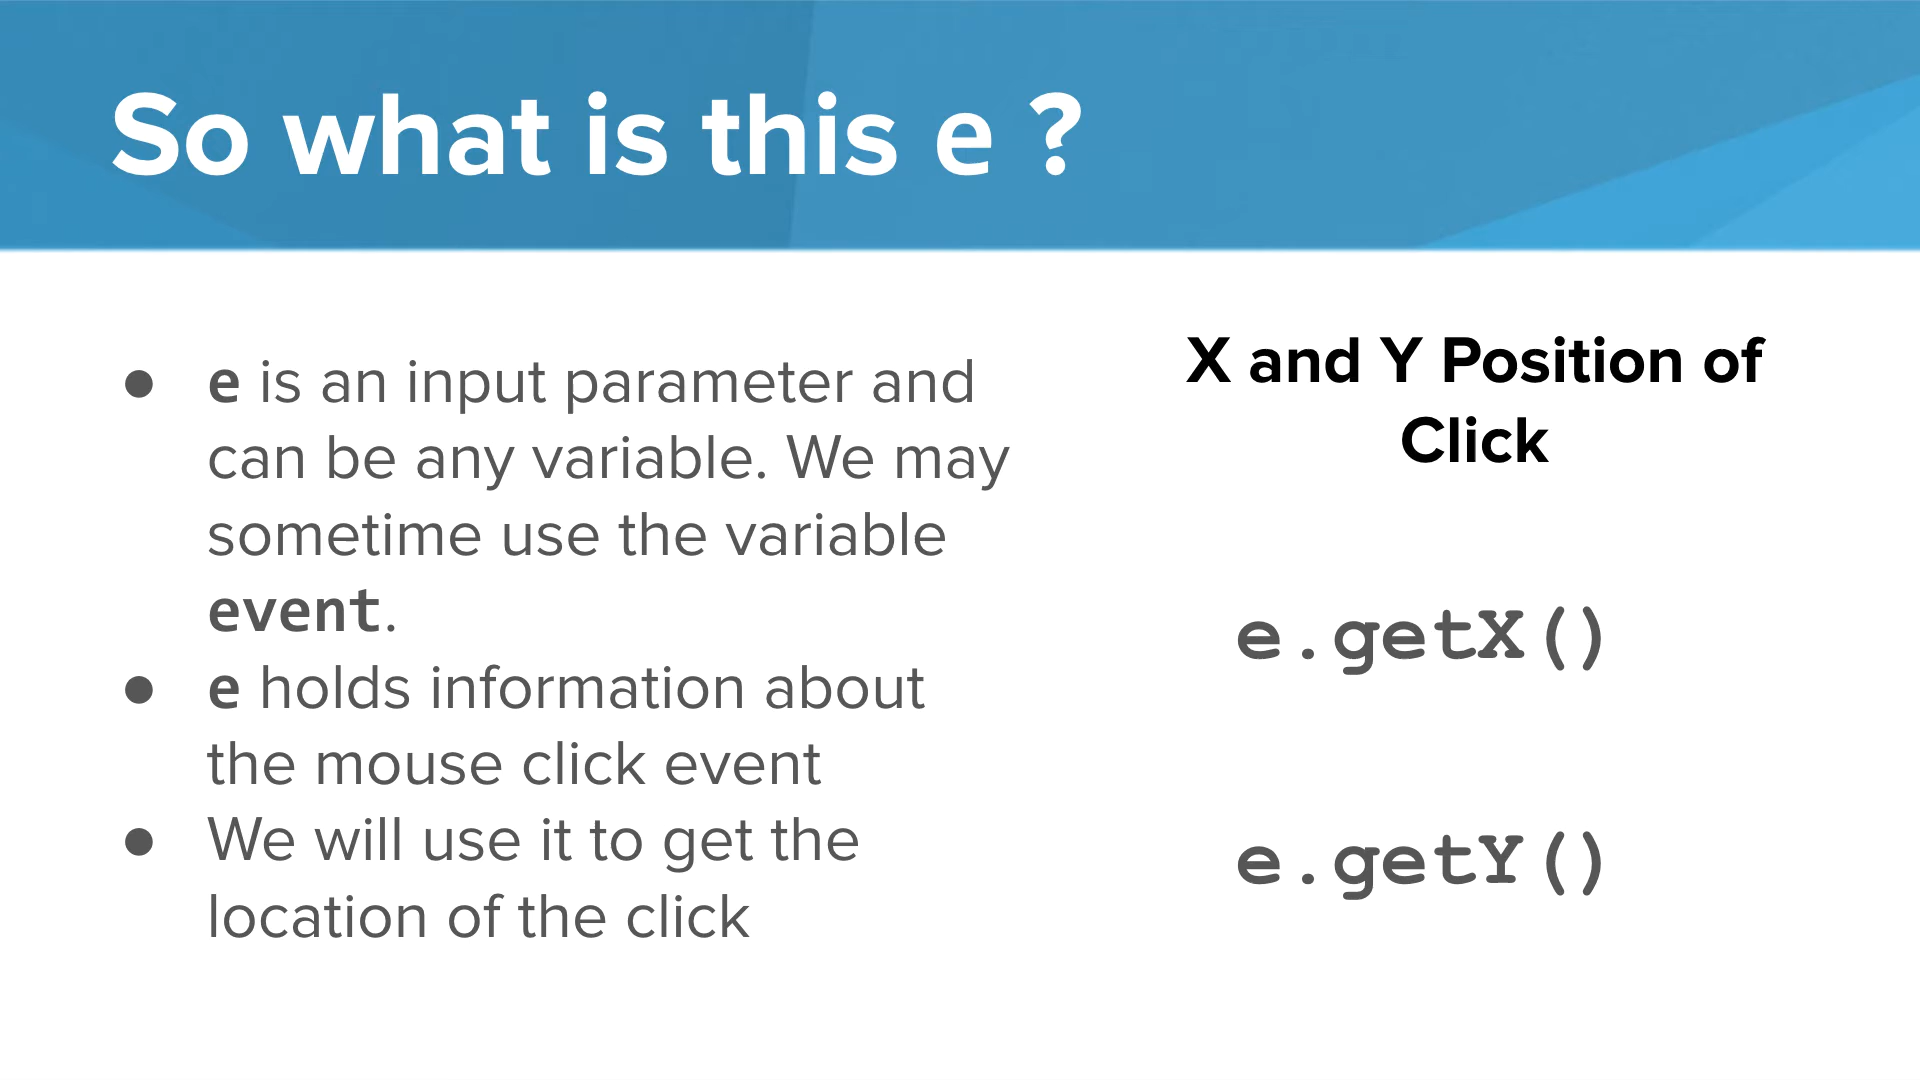 So what is this e ?
● e is an input parameter and
can be any variable. We may
sometime use the variable
event.
● e holds information about
the mouse click event
● We will use it to get the
location of the click
X and Y Position of
Click
e.getX()
e.getY()